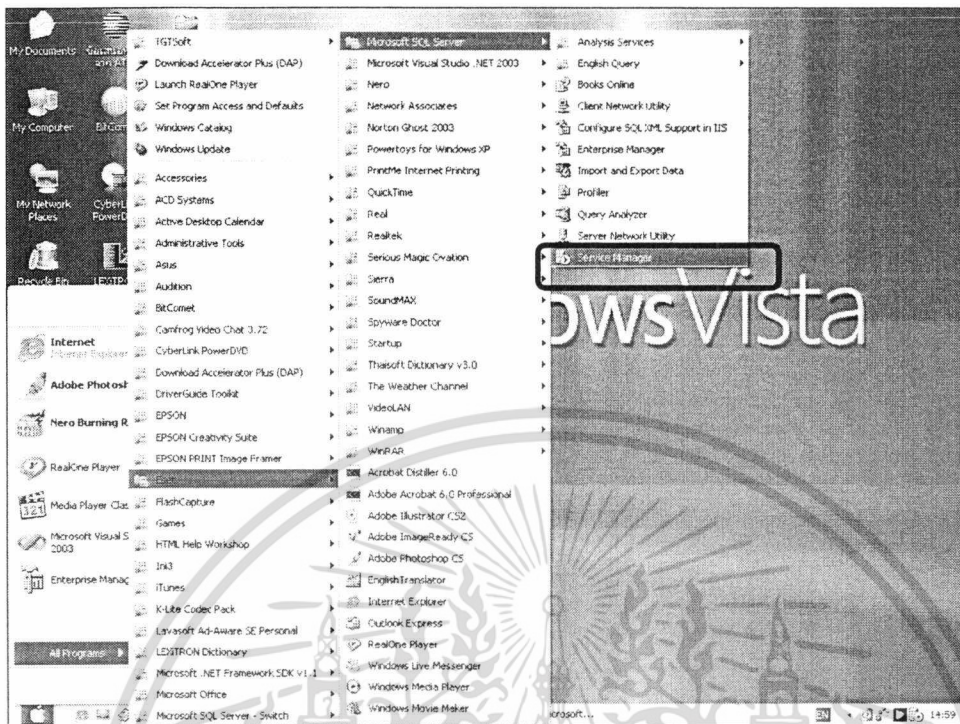 My Documents
My Computer
BitCom
My Network Places
CyberL
PowerD
Recycle Bin
LEXITR
Internet
Internet Explorer
Adobe Photosh
Nero Burning R
RealOne Player
Media Player Clas
Microsoft Visual S
2003
Enterprise Manag
All Programs
TGTSoft
Download Accelerator Plus (DAP)
Launch RealOne Player
Set Program Access and Defaults
Windows Catalog
Windows Update
Accessories
ACD Systems
Active Desktop Calendar
Administrative Tools
Asus
Audition
BitComet
Camfrog Video Chat 3.72
CyberLink PowerDVD
Download Accelerator Plus (DAP)
DriverGuide Toolkit
EPSON
EPSON Creativity Suite
EPSON PRINT Image Framer
FlashCapture
Games
HTML Help Workshop
Ini3
iTunes
K-Lite Codec Pack
Lavasoft Ad-Aware SE Personal
LEXITRON Dictionary
Microsoft .NET Framework SDK v1.1
Microsoft Office
Microsoft SQL Server - Switch
Microsoft SQL Server
Microsoft Visual Studio .NET 2003
Nero
Network Associates
Norton Ghost 2003
Powertoys for Windows XP
PrintMe Internet Printing
QuickTime
Real
Realtek
Serious Magic Ovation
Sierra
SoundMAX
Spyware Doctor
Startup
Thaisoft Dictionary v3.0
The Weather Channel
VideoLAN
Winamp
WinRAR
Acrobat Distiller 6.0
Adobe Acrobat 6.0 Professional
Adobe Illustrator CS2
Adobe ImageReady CS
Adobe Photoshop CS
EnglishTranslator
Internet Explorer
Outlook Express
RealOne Player
Windows Live Messenger
Windows Media Player
Windows Movie Maker
Analysis Services
English Query
Books Online
Client Network Utility
Configure SQL XML Support in IIS
Enterprise Manager
Import and Export Data
Profiler
Query Analyzer
Server Network Utility
Service Manager
ows Vista
icrosoft...
EN
14:59